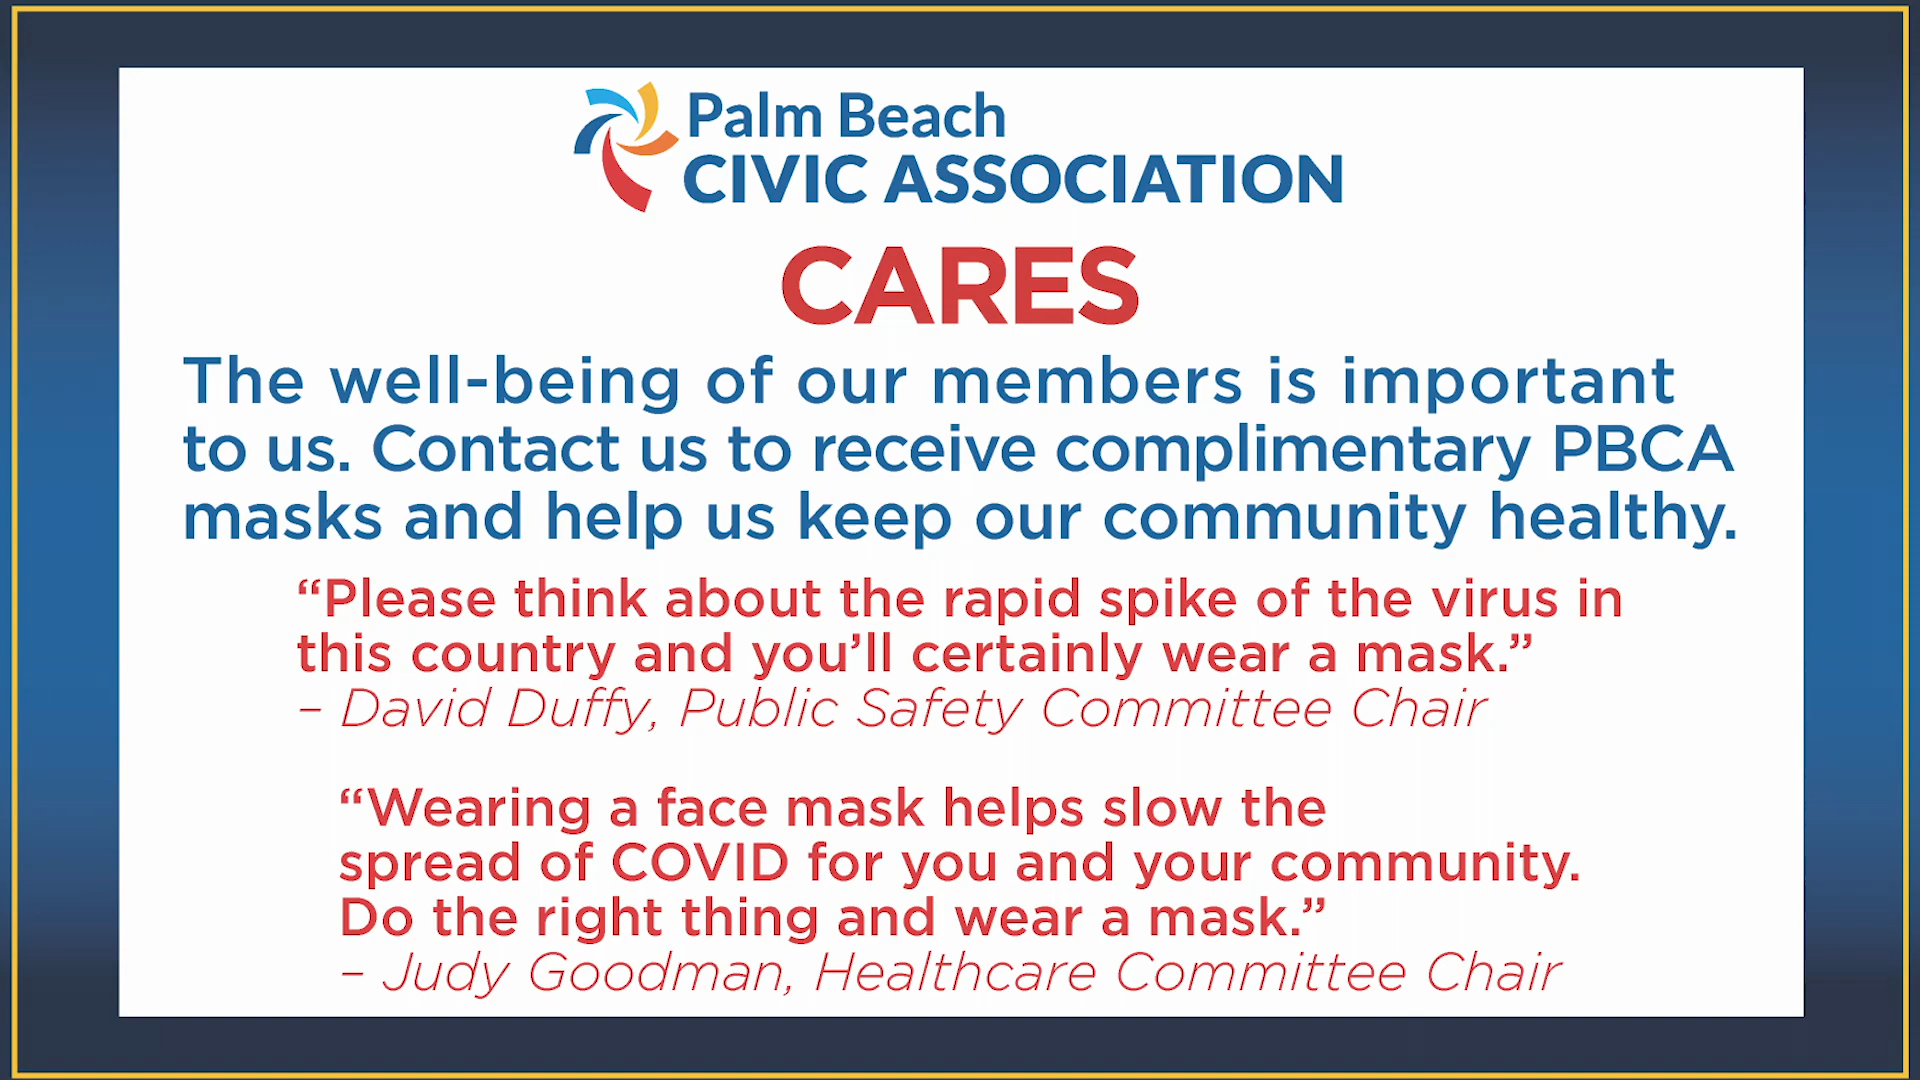 Palm Beach
CIVIC ASSOCIATION
CARES
The well-being of our members is important
to us. Contact us to receive complimentary PBCA
masks and help us keep our community healthy.
“Please think about the rapid spike of the virus in
this country and you’ll certainly wear a mask.”
– David Duffy, Public Safety Committee Chair
“Wearing a face mask helps slow the
spread of COVID for you and your community.
Do the right thing and wear a mask.”
– Judy Goodman, Healthcare Committee Chair